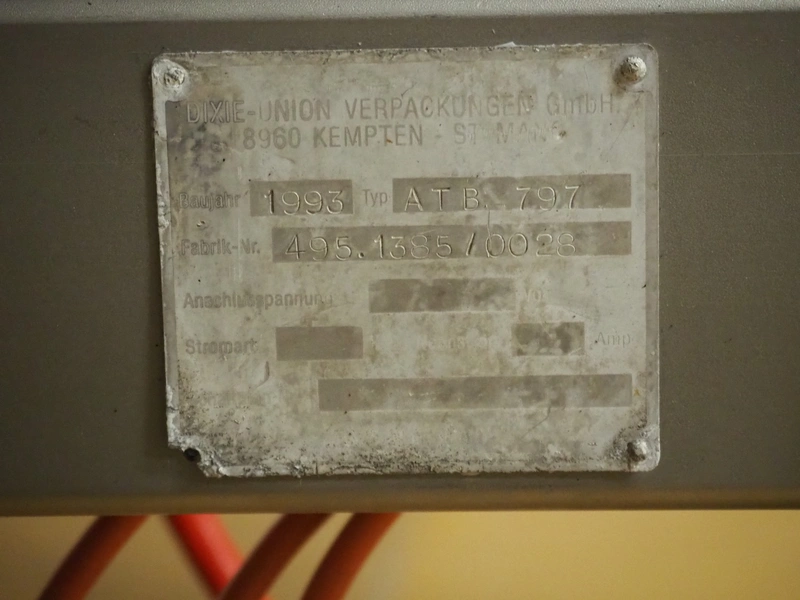 DIXIE-UNION VERPACKUNGEN GmbH.
8960 KEMPTEN - ST. MANG
Baujahr 1993 Typ ATB 797
Fabrik-Nr. 495.1385/0028
Anschlusspannung
Stromart Amp